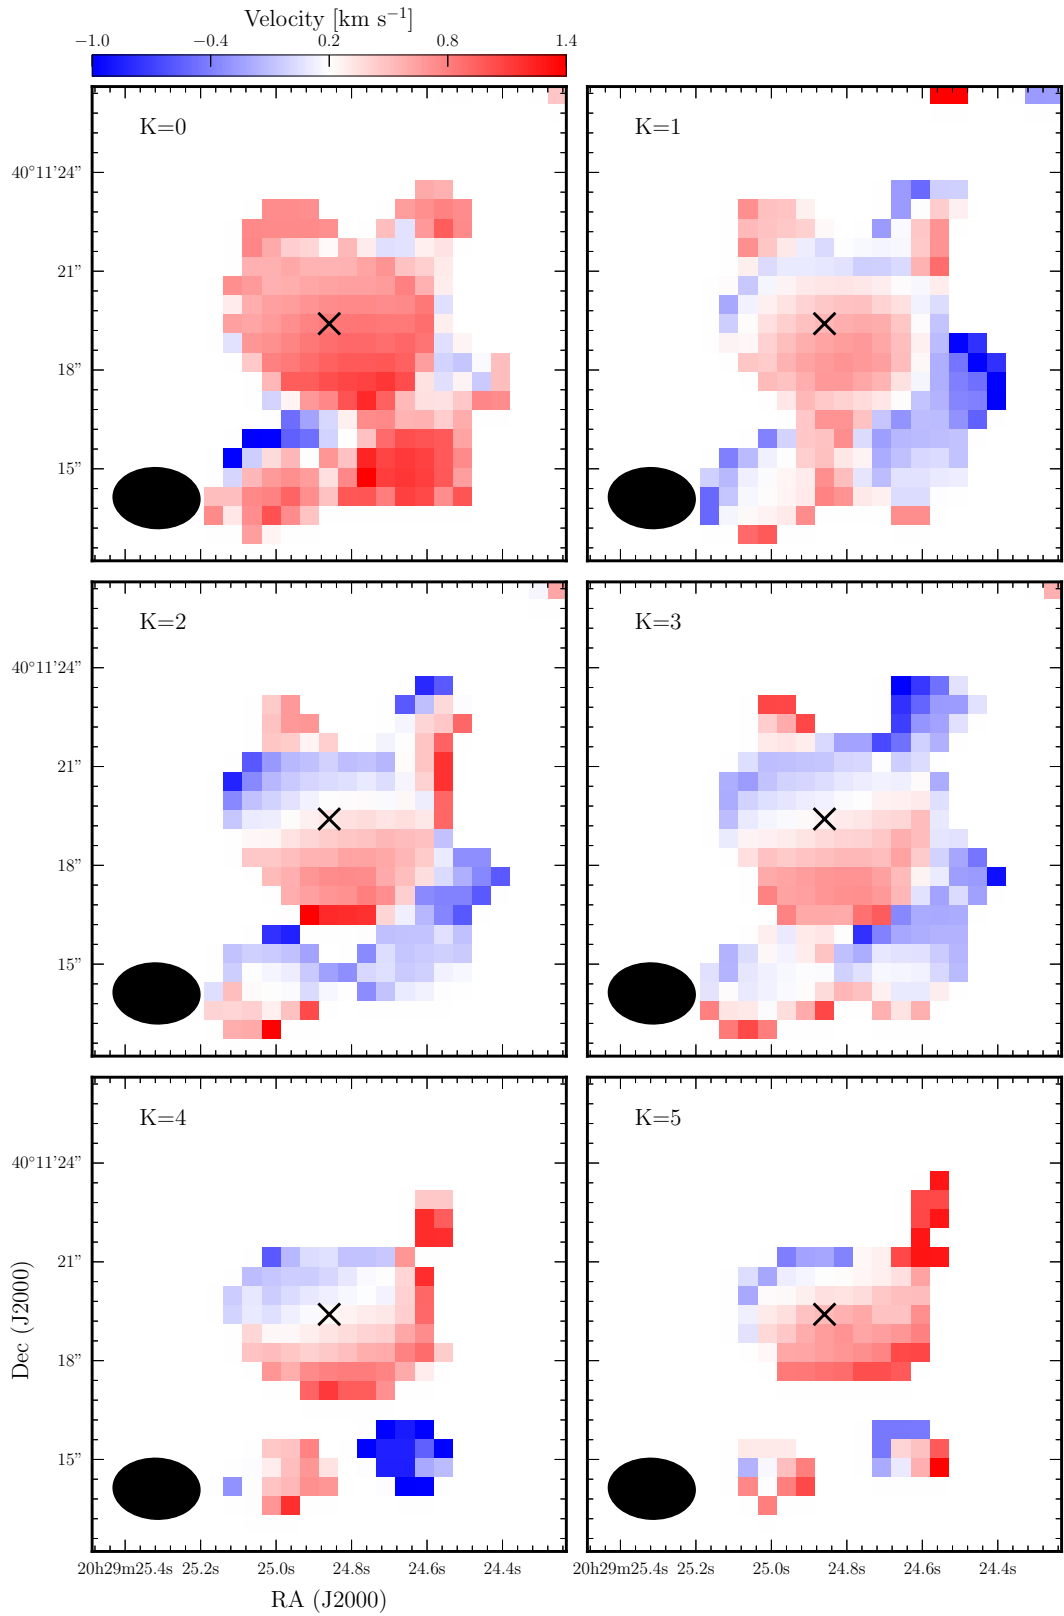 Velocity [km s−1]
−1.0 −0.4 0.2 0.8 1.4
K=0 K=1
40°11'24"
21"
18"
15"
K=2 K=3
40°11'24"
21"
18"
15"
K=4 K=5
40°11'24"
21"
18"
15"
Dec (J2000)
20h29m25.4s 25.2s 25.0s 24.8s 24.6s 24.4s 20h29m25.4s 25.2s 25.0s 24.8s 24.6s 24.4s
RA (J2000)